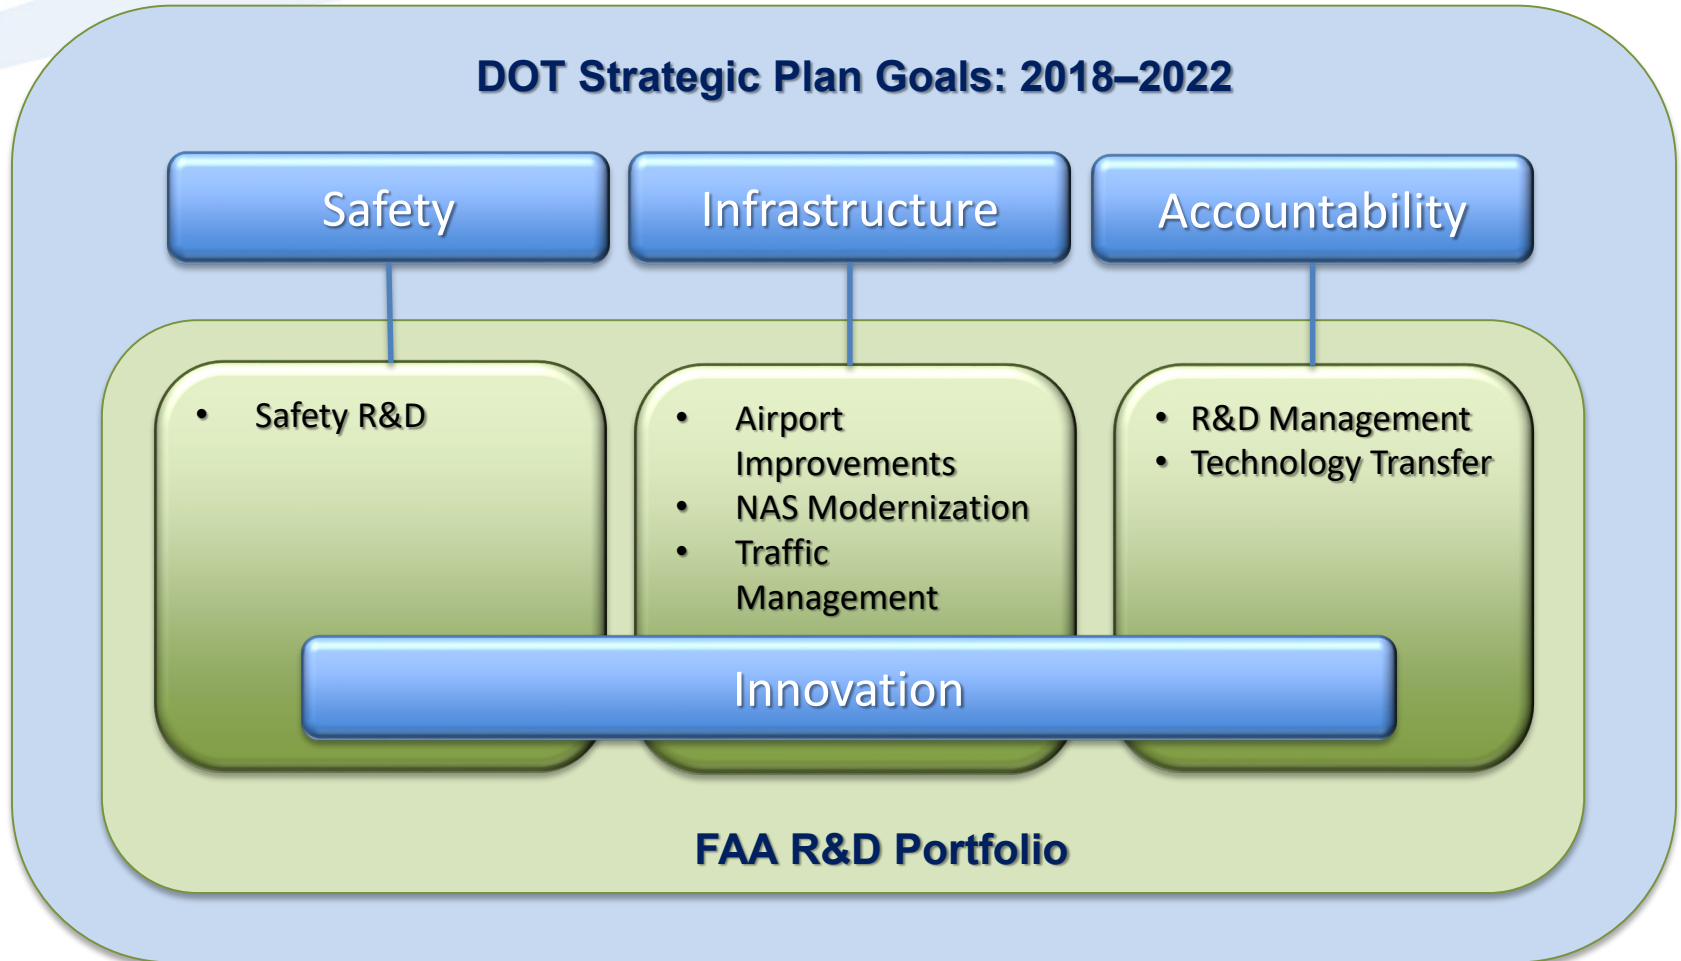 DOT Strategic Plan Goals: 2018–2022
Safety
Infrastructure
Accountability
• Safety R&D
• Airport
Improvements
• NAS Modernization
• Traffic
Management
• R&D Management
• Technology Transfer
Innovation
FAA R&D Portfolio